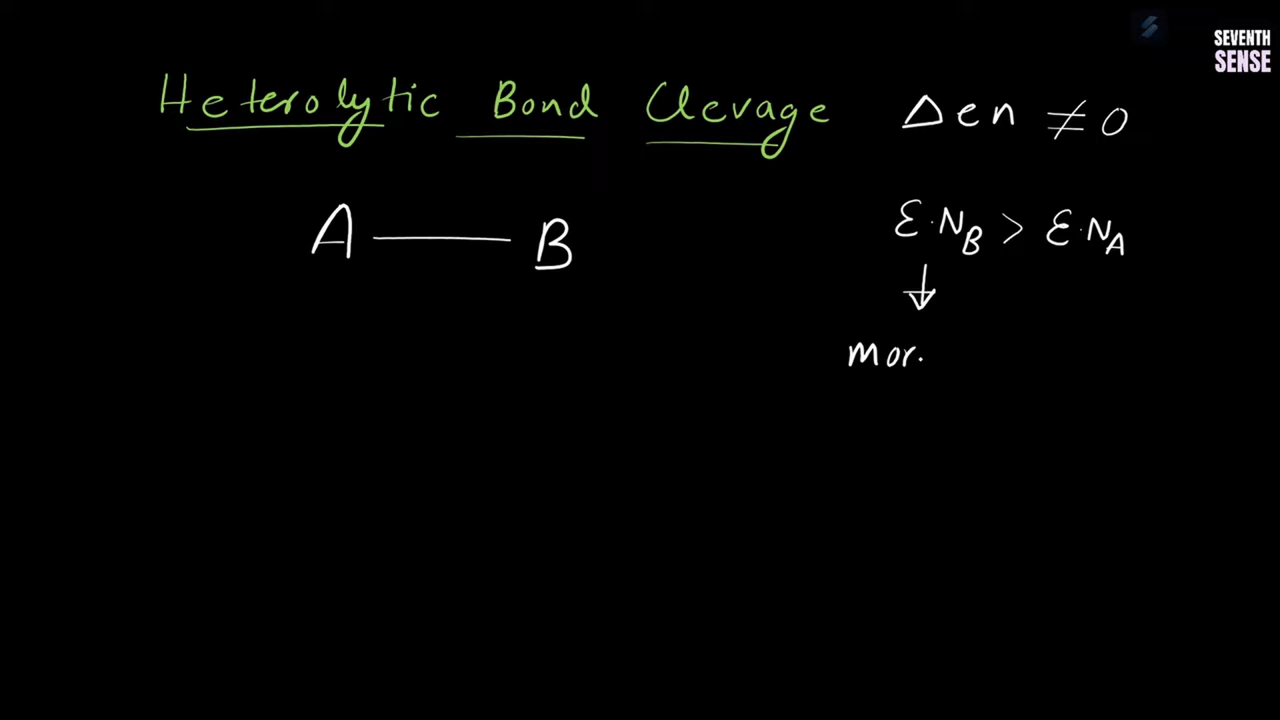 SEVENTH
SENSE
Heterolytic Bond Clevage Δen ≠ 0
A — B
E.N_B > E.N_A
↓
mor.